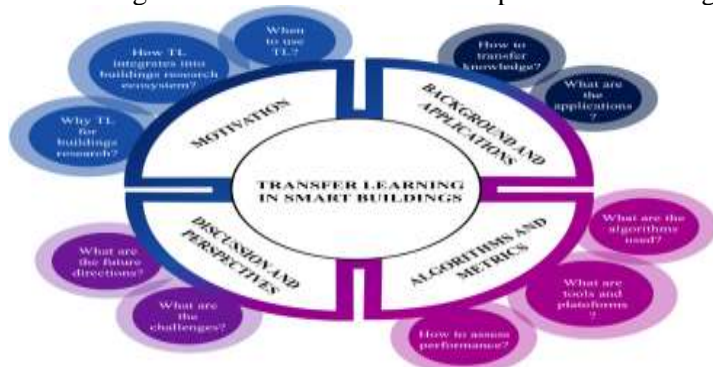 When
to use
TL?
How TL
integrates into
buildings research
ecosystem?
Why TL
for
buildings
research?
How to
transfer
knowledge?
What are
the
applications
?
MOTIVATION
BACKGROUND AND
APPLICATIONS
TRANSFER LEARNING
IN SMART BUILDINGS
DISCUSSION AND
PERSPECTIVES
ALGORITHMS AND
METRICS
What are
the future
directions?
What are
the
challenges?
What are the
algorithms
used?
What are
tools and
plateforms
?
How to assess
performance?